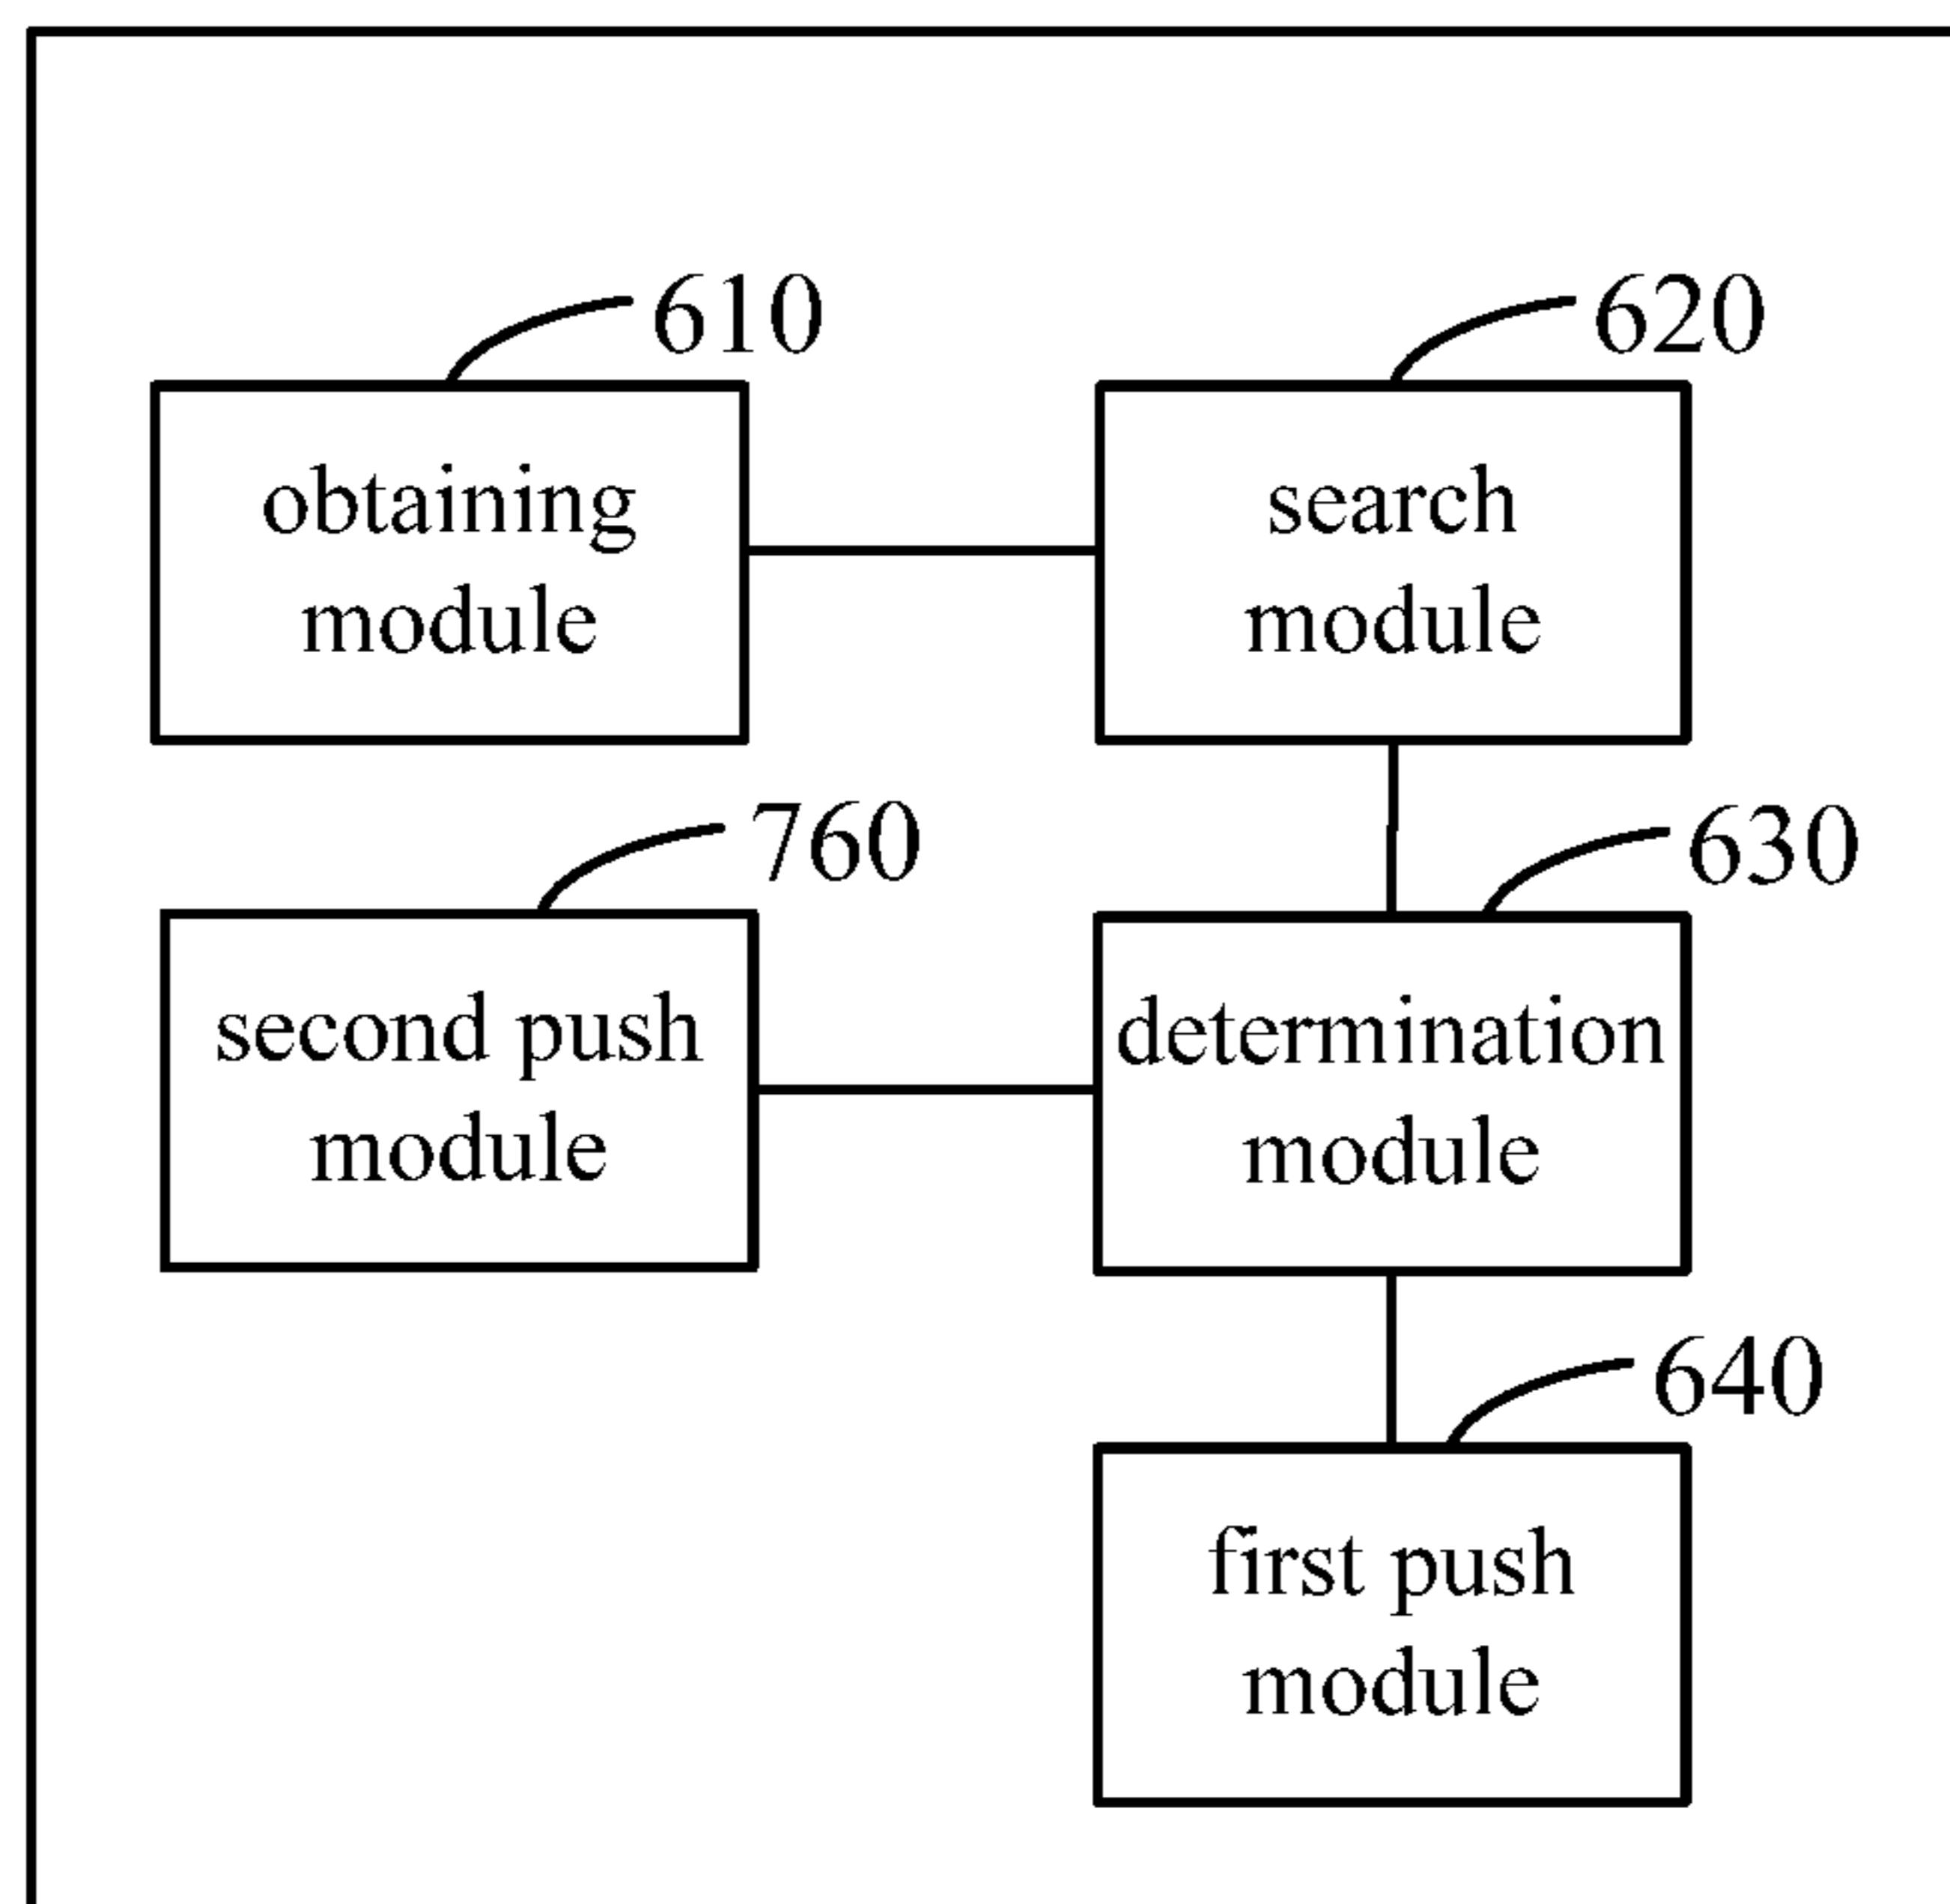 610
obtaining
module
620
search
module
760
second push
module
630
determination
module
640
first push
module